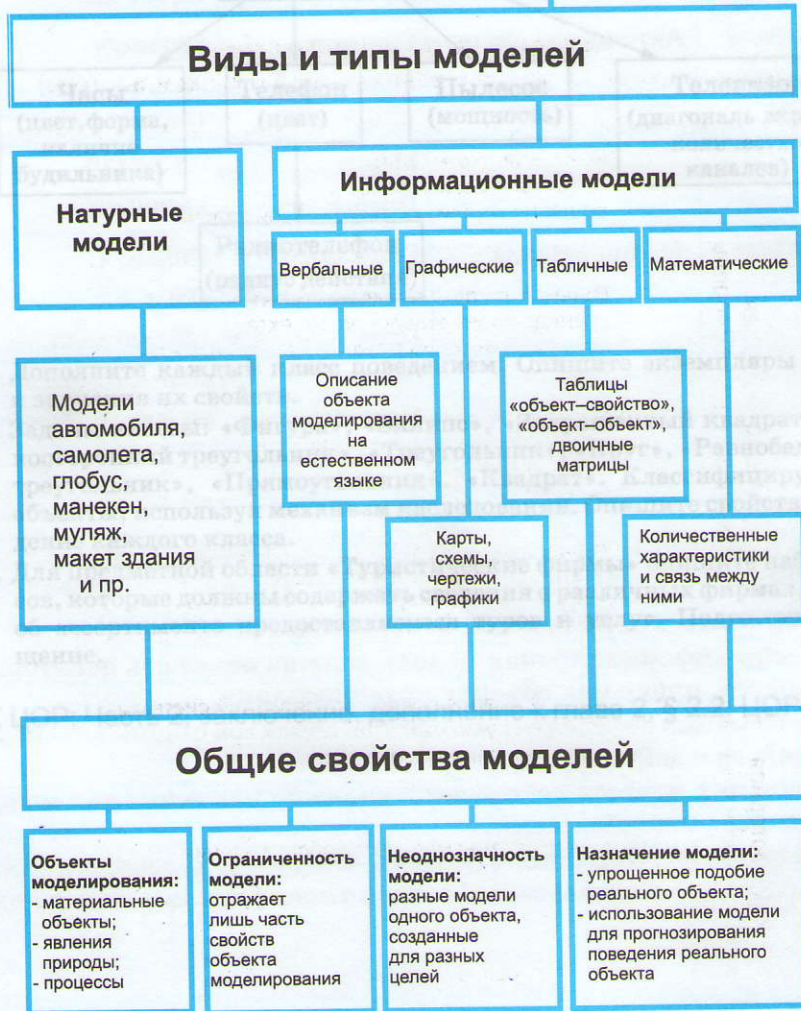 Виды и типы моделей
Натурные
модели
Информационные модели
Вербальные
Графические
Табличные
Математические
Модели
автомобиля,
самолета,
глобус,
манекен,
муляж,
макет здания
и пр.
Описание
объекта
моделирования
на
естественном
языке
Таблицы
«объект–свойство»,
«объект–объект»,
двоичные
матрицы
Карты,
схемы,
чертежи,
графики
Количественные
характеристики
и связь между
ними
Общие свойства моделей
Объекты
моделирования:
- материальные
объекты;
- явления
природы;
- процессы
Ограниченность
модели:
отражает
лишь часть
свойств
объекта
моделирования
Неоднозначность
модели:
разные модели
одного объекта,
созданные
для разных
целей
Назначение модели:
- упрощенное подобие
реального объекта;
- использование модели
для прогнозирования
поведения реального
объекта